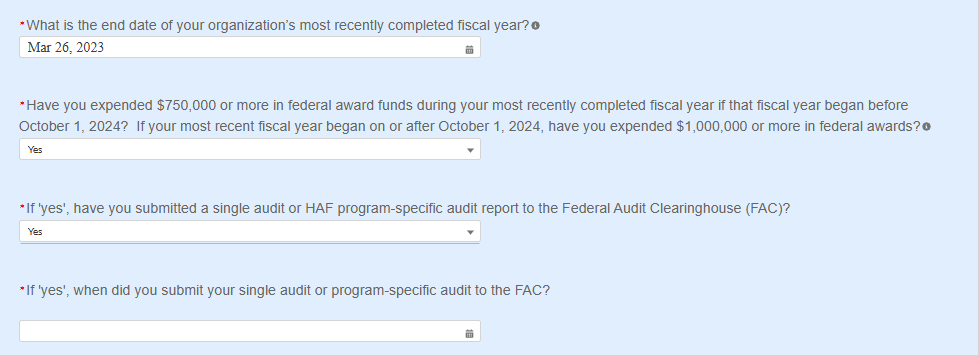 *What is the end date of your organization's most recently completed fiscal year?
Mar 26, 2023
*Have you expended $750,000 or more in federal award funds during your most recently completed fiscal year if that fiscal year began before
October 1, 2024?  If your most recent fiscal year began on or after October 1, 2024, have you expended $1,000,000 or more in federal awards?
Yes
*If 'yes', have you submitted a single audit or HAF program-specific audit report to the Federal Audit Clearinghouse (FAC)?
Yes
*If 'yes', when did you submit your single audit or program-specific audit to the FAC?